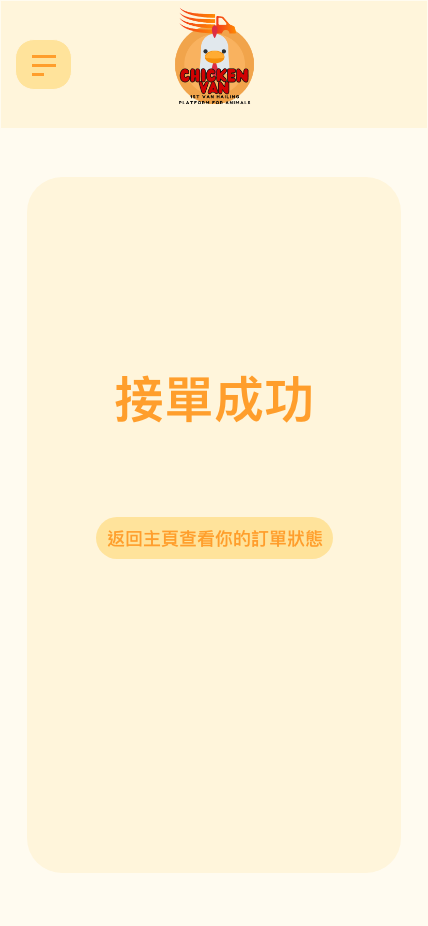 CHICKEN
VAN
1ST VAN HAILING
PLATFORM FOR ANIMALS
接單成功
返回主頁查看你的訂單狀態